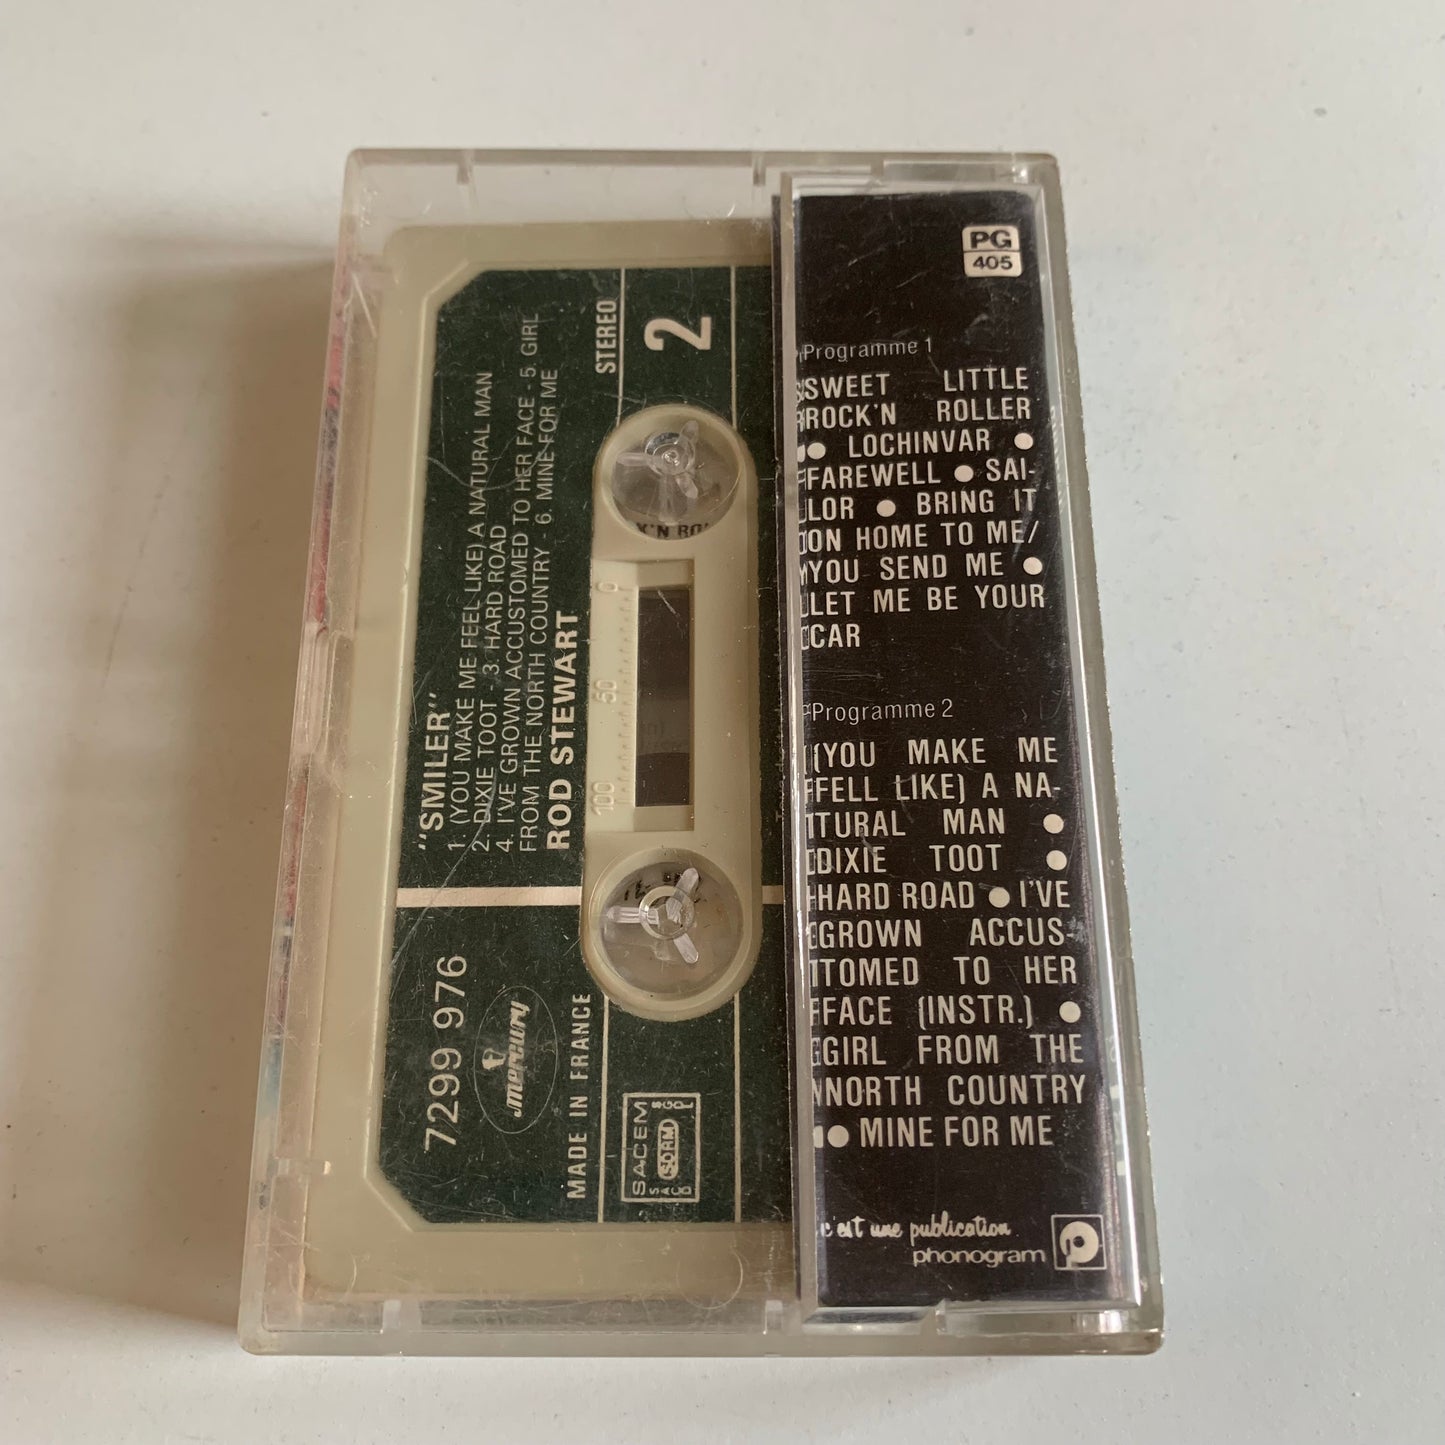 "SMILER"
1. (YOU MAKE ME FEEL LIKE) A NATURAL MAN
2. DIXIE TOOT - 3. HARD ROAD
4. I'VE GROWN ACCUSTOMED TO HER FACE - 5. GIRL
FROM THE NORTH COUNTRY - 6. MINE FOR ME
ROD STEWART
STEREO
2
7299 976
mercury
MADE IN FRANCE
SACEM
SACD
SDRM
SGDL
0
50
100
PG
405
Programme 1
SWEET LITTLE
ROCK'N ROLLER
● LOCHINVAR ●
FAREWELL ● SAI-
LOR ● BRING IT
ON HOME TO ME/
YOU SEND ME ●
LET ME BE YOUR
CAR
Programme 2
(YOU MAKE ME
FELL LIKE) A NA-
TURAL MAN ●
DIXIE TOOT ●
HARD ROAD ● I'VE
GROWN ACCUS-
TOMED TO HER
FACE (INSTR.) ●
GIRL FROM THE
NORTH COUNTRY
● MINE FOR ME
c'est une publication
phonogram